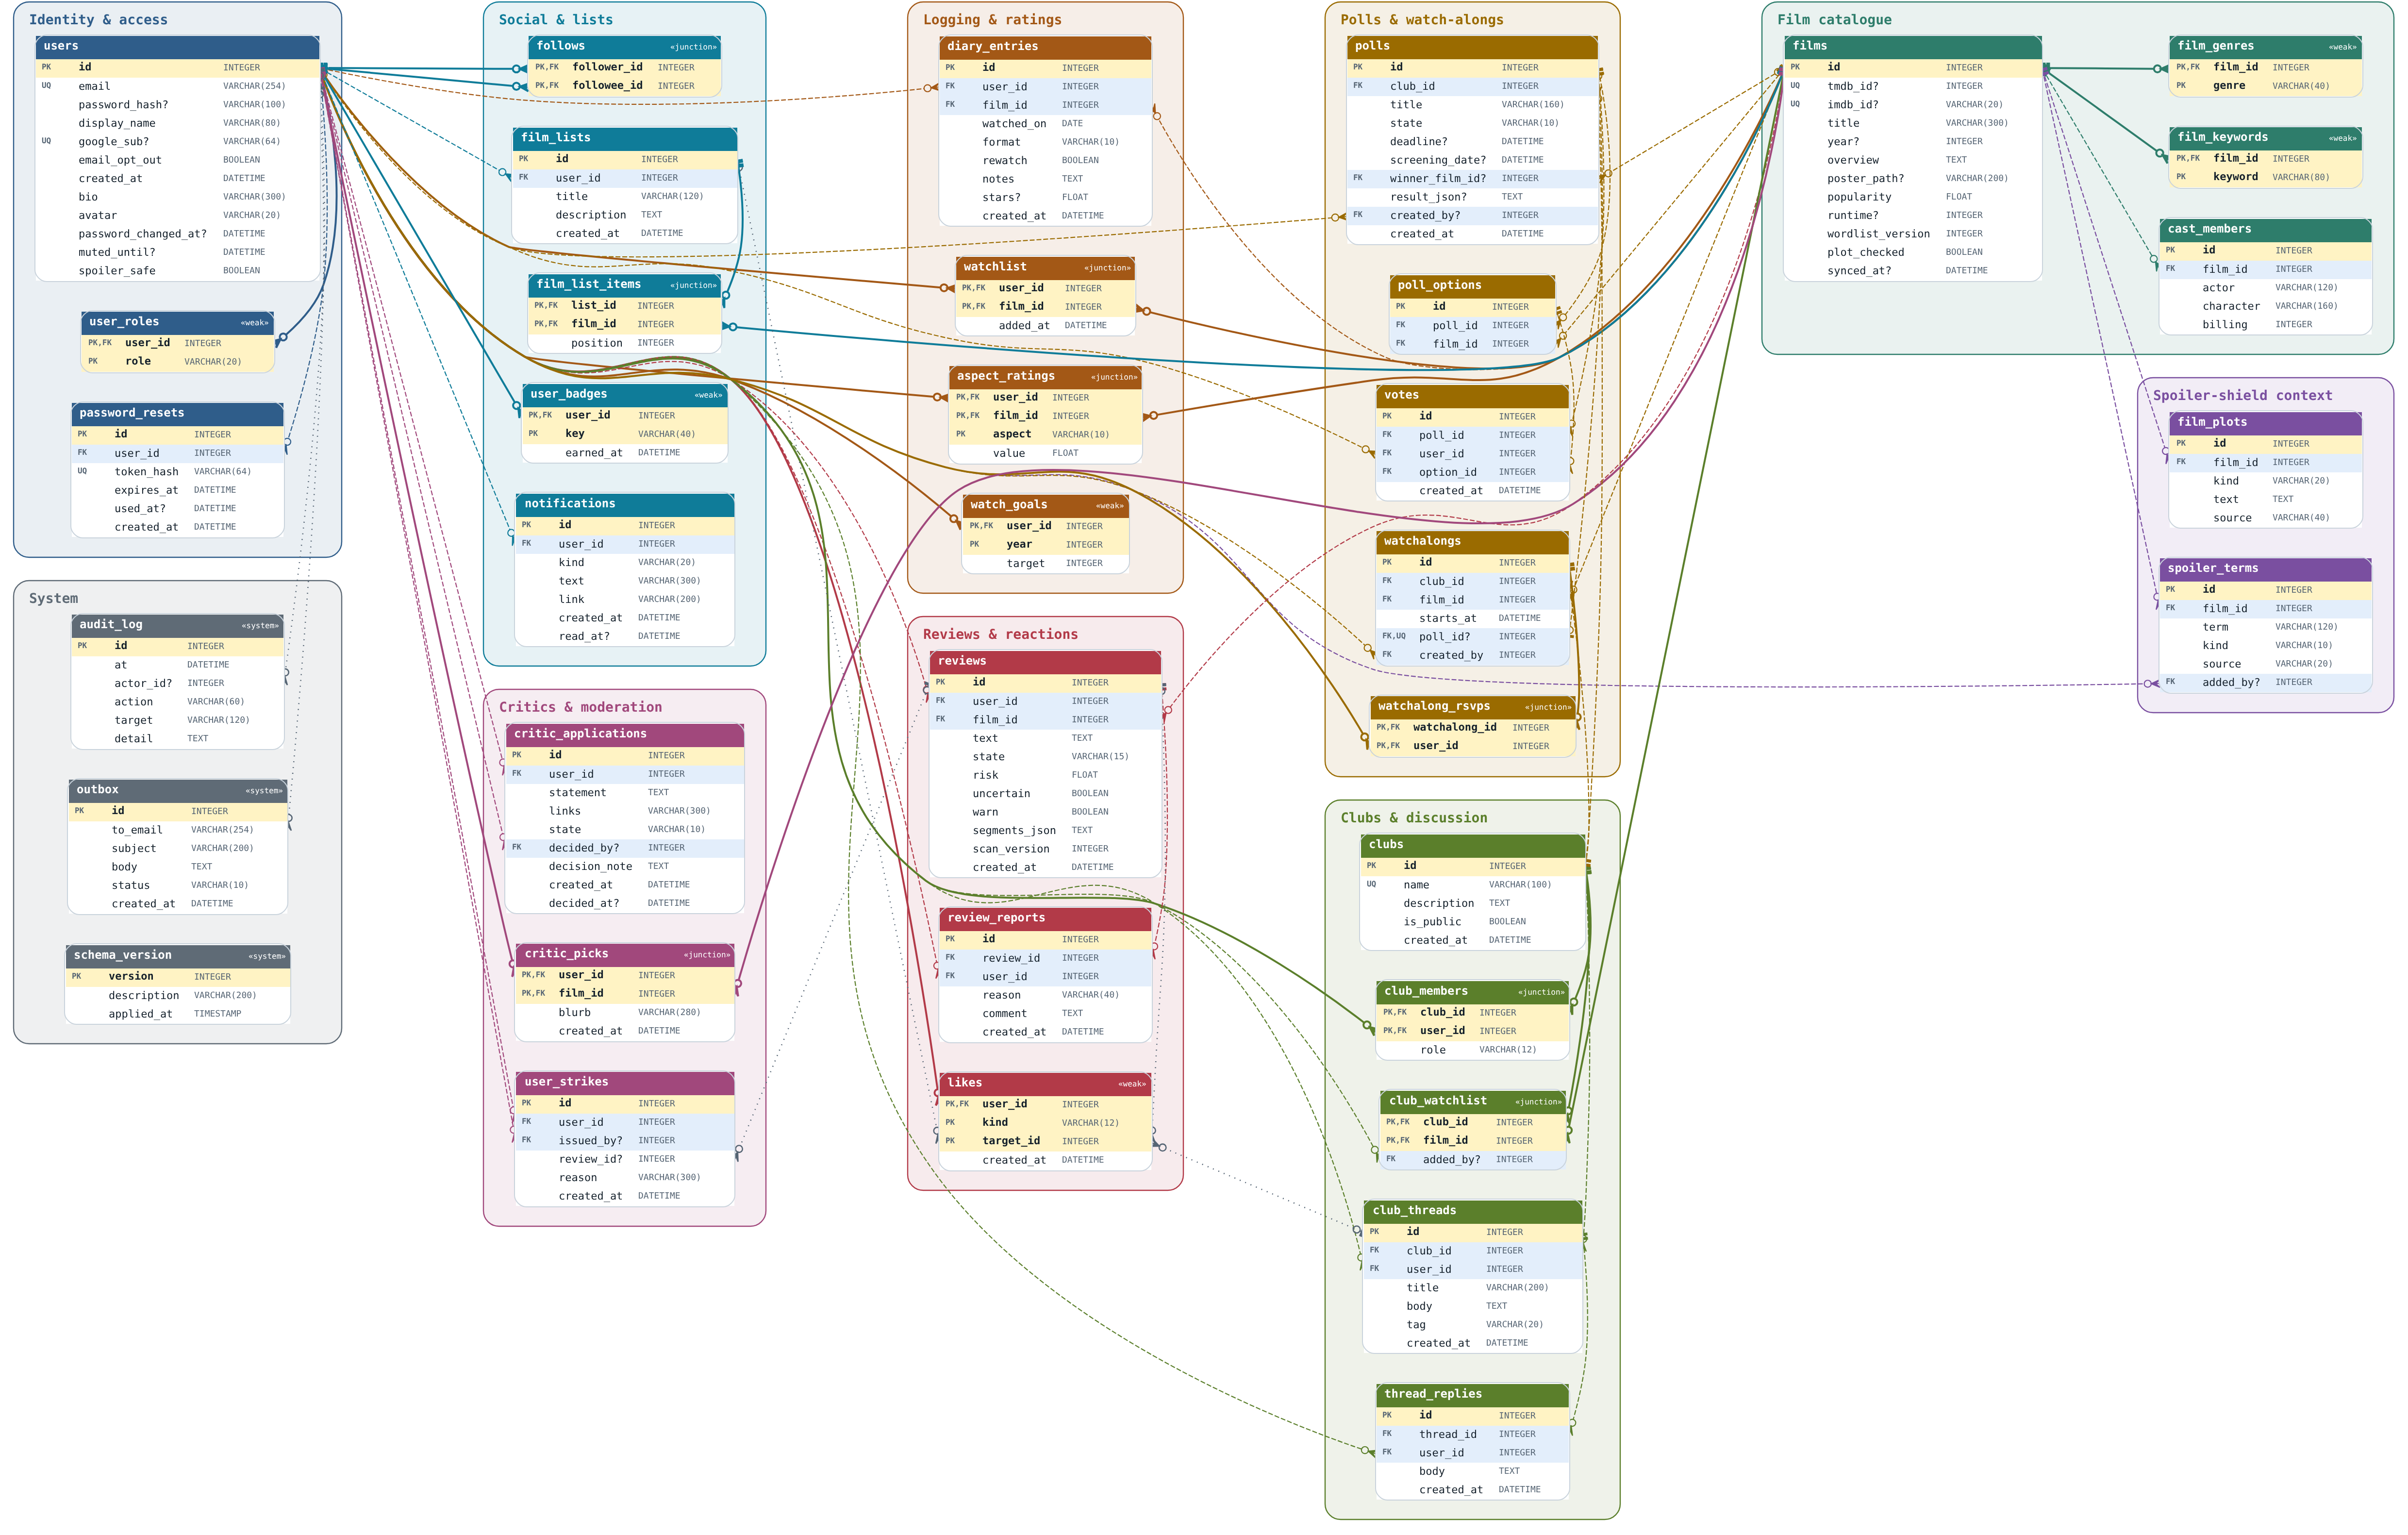 Identity & access
users
PK id INTEGER
UQ email VARCHAR(254)
password_hash? VARCHAR(100)
display_name VARCHAR(80)
UQ google_sub? VARCHAR(64)
email_opt_out BOOLEAN
created_at DATETIME
bio VARCHAR(300)
avatar VARCHAR(20)
password_changed_at? DATETIME
muted_until? DATETIME
spoiler_safe BOOLEAN
user_roles «weak»
PK,FK user_id INTEGER
PK role VARCHAR(20)
password_resets
PK id INTEGER
FK user_id INTEGER
UQ token_hash VARCHAR(64)
expires_at DATETIME
used_at? DATETIME
created_at DATETIME
System
audit_log «system»
PK id INTEGER
at DATETIME
actor_id? INTEGER
action VARCHAR(60)
target VARCHAR(120)
detail TEXT
outbox «system»
PK id INTEGER
to_email VARCHAR(254)
subject VARCHAR(200)
body TEXT
status VARCHAR(10)
created_at DATETIME
schema_version «system»
PK version INTEGER
description VARCHAR(200)
applied_at TIMESTAMP
Social & lists
follows «junction»
PK,FK follower_id INTEGER
PK,FK followee_id INTEGER
film_lists
PK id INTEGER
FK user_id INTEGER
title VARCHAR(120)
description TEXT
created_at DATETIME
film_list_items «junction»
PK,FK list_id INTEGER
PK,FK film_id INTEGER
position INTEGER
user_badges «weak»
PK,FK user_id INTEGER
PK key VARCHAR(40)
earned_at DATETIME
notifications
PK id INTEGER
FK user_id INTEGER
kind VARCHAR(20)
text VARCHAR(300)
link VARCHAR(200)
created_at DATETIME
read_at? DATETIME
Critics & moderation
critic_applications
PK id INTEGER
FK user_id INTEGER
statement TEXT
links VARCHAR(300)
state VARCHAR(10)
FK decided_by? INTEGER
decision_note TEXT
created_at DATETIME
decided_at? DATETIME
critic_picks «junction»
PK,FK user_id INTEGER
PK,FK film_id INTEGER
blurb VARCHAR(280)
created_at DATETIME
user_strikes
PK id INTEGER
FK user_id INTEGER
FK issued_by? INTEGER
review_id? INTEGER
reason VARCHAR(300)
created_at DATETIME
Logging & ratings
diary_entries
PK id INTEGER
FK user_id INTEGER
FK film_id INTEGER
watched_on DATE
format VARCHAR(10)
rewatch BOOLEAN
notes TEXT
stars? FLOAT
created_at DATETIME
watchlist «junction»
PK,FK user_id INTEGER
PK,FK film_id INTEGER
added_at DATETIME
aspect_ratings «junction»
PK,FK user_id INTEGER
PK,FK film_id INTEGER
PK aspect VARCHAR(10)
value FLOAT
watch_goals «weak»
PK,FK user_id INTEGER
PK year INTEGER
target INTEGER
Reviews & reactions
reviews
PK id INTEGER
FK user_id INTEGER
FK film_id INTEGER
text TEXT
state VARCHAR(15)
risk FLOAT
uncertain BOOLEAN
warn BOOLEAN
segments_json TEXT
scan_version INTEGER
created_at DATETIME
review_reports
PK id INTEGER
FK review_id INTEGER
FK user_id INTEGER
reason VARCHAR(40)
comment TEXT
created_at DATETIME
likes «weak»
PK,FK user_id INTEGER
PK kind VARCHAR(12)
PK target_id INTEGER
created_at DATETIME
Polls & watch-alongs
polls
PK id INTEGER
FK club_id INTEGER
title VARCHAR(160)
state VARCHAR(10)
deadline? DATETIME
screening_date? DATETIME
FK winner_film_id? INTEGER
result_json? TEXT
FK created_by? INTEGER
created_at DATETIME
poll_options
PK id INTEGER
FK poll_id INTEGER
FK film_id INTEGER
votes
PK id INTEGER
FK poll_id INTEGER
FK user_id INTEGER
FK option_id INTEGER
created_at DATETIME
watchalongs
PK id INTEGER
FK club_id INTEGER
FK film_id INTEGER
starts_at DATETIME
FK,UQ poll_id? INTEGER
FK created_by INTEGER
watchalong_rsvps «junction»
PK,FK watchalong_id INTEGER
PK,FK user_id INTEGER
Clubs & discussion
clubs
PK id INTEGER
UQ name VARCHAR(100)
description TEXT
is_public BOOLEAN
created_at DATETIME
club_members «junction»
PK,FK club_id INTEGER
PK,FK user_id INTEGER
role VARCHAR(12)
club_watchlist «junction»
PK,FK club_id INTEGER
PK,FK film_id INTEGER
FK added_by? INTEGER
club_threads
PK id INTEGER
FK club_id INTEGER
FK user_id INTEGER
title VARCHAR(200)
body TEXT
tag VARCHAR(20)
created_at DATETIME
thread_replies
PK id INTEGER
FK thread_id INTEGER
FK user_id INTEGER
body TEXT
created_at DATETIME
Film catalogue
films
PK id INTEGER
UQ tmdb_id? INTEGER
UQ imdb_id? VARCHAR(20)
title VARCHAR(300)
year? INTEGER
overview TEXT
poster_path? VARCHAR(200)
popularity FLOAT
runtime? INTEGER
wordlist_version INTEGER
plot_checked BOOLEAN
synced_at? DATETIME
film_genres «weak»
PK,FK film_id INTEGER
PK genre VARCHAR(40)
film_keywords «weak»
PK,FK film_id INTEGER
PK keyword VARCHAR(80)
cast_members
PK id INTEGER
FK film_id INTEGER
actor VARCHAR(120)
character VARCHAR(160)
billing INTEGER
Spoiler-shield context
film_plots
PK id INTEGER
FK film_id INTEGER
kind VARCHAR(20)
text TEXT
source VARCHAR(40)
spoiler_terms
PK id INTEGER
FK film_id INTEGER
term VARCHAR(120)
kind VARCHAR(10)
source VARCHAR(20)
FK added_by? INTEGER